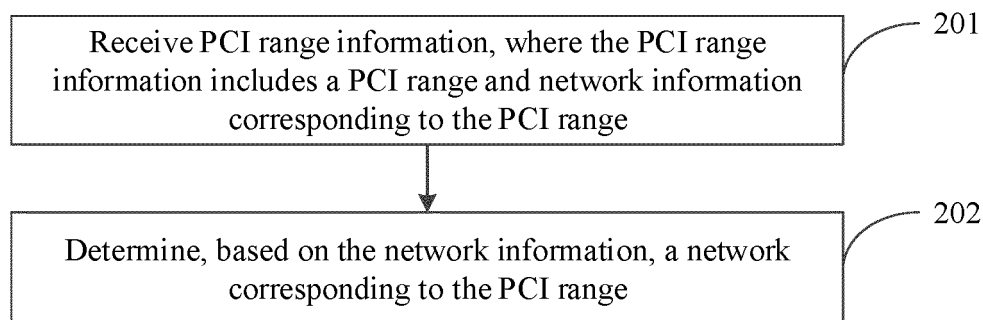 Receive PCI range information, where the PCI range
information includes a PCI range and network information
corresponding to the PCI range
201
Determine, based on the network information, a network
corresponding to the PCI range
202